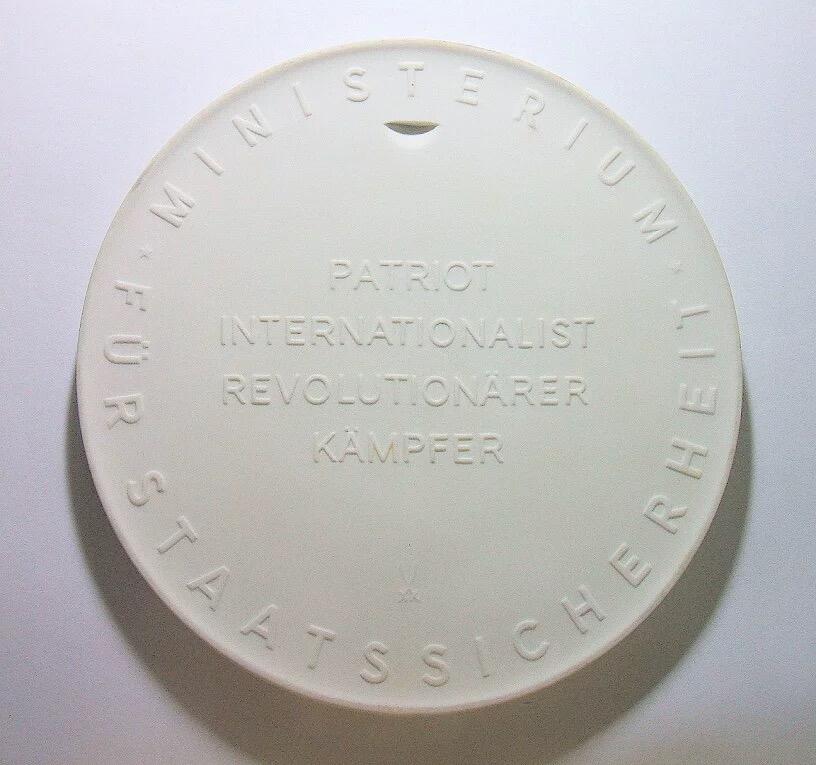 MINISTERIUM
FÜR STAATSSICHERHEIT
PATRIOT
INTERNATIONALIST
REVOLUTIONÄRER
KÄMPFER